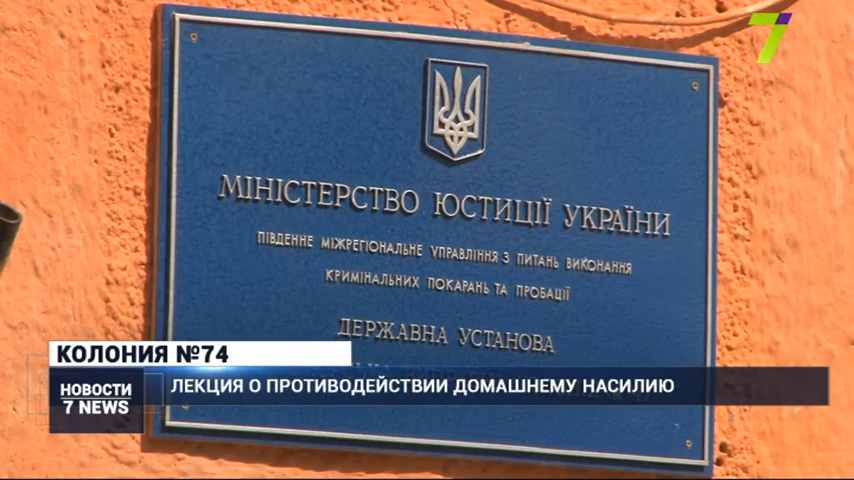 7
МІНІСТЕРСТВО ЮСТИЦІЇ УКРАЇНИ
ПІВДЕННЕ МІЖРЕГІОНАЛЬНЕ УПРАВЛІННЯ З ПИТАНЬ ВИКОНАННЯ
КРИМІНАЛЬНИХ ПОКАРАНЬ ТА ПРОБАЦІЇ
ДЕРЖАВНА УСТАНОВА
КОЛОНИЯ №74
НОВОСТИ
7 NEWS
ЛЕКЦИЯ О ПРОТИВОДЕЙСТВИИ ДОМАШНЕМУ НАСИЛИЮ